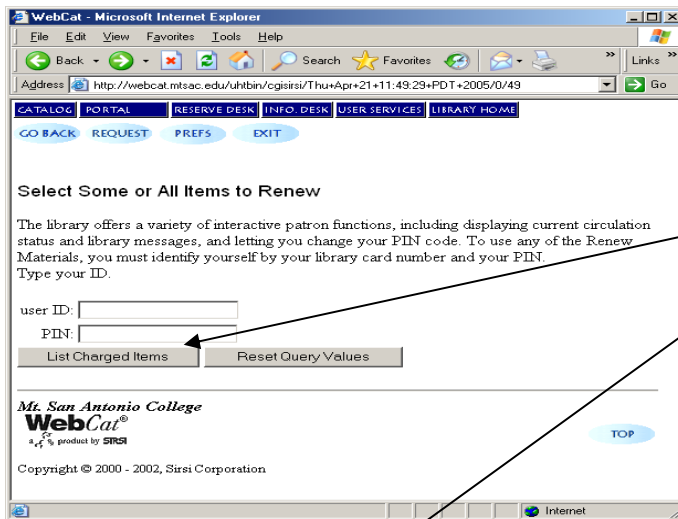 WebCat - Microsoft Internet Explorer
File Edit View Favorites Tools Help
Back Search Favorites » Links »
Address http://webcat.mtsac.edu/uhtbin/cgisirsi/Thu+Apr+21+11:49:29+PDT+2005/0/49 Go
CATALOG PORTAL RESERVE DESK INFO. DESK USER SERVICES LIBRARY HOME
GO BACK REQUEST PREFS EXIT
Select Some or All Items to Renew
The library offers a variety of interactive patron functions, including displaying current circulation
status and library messages, and letting you change your PIN code. To use any of the Renew
Materials, you must identify yourself by your library card number and your PIN.
Type your ID.
user ID:
PIN:
List Charged Items Reset Query Values
Mt. San Antonio College
WebCat®
a product by SIRSI
TOP
Copyright © 2000 - 2002, Sirsi Corporation
Internet